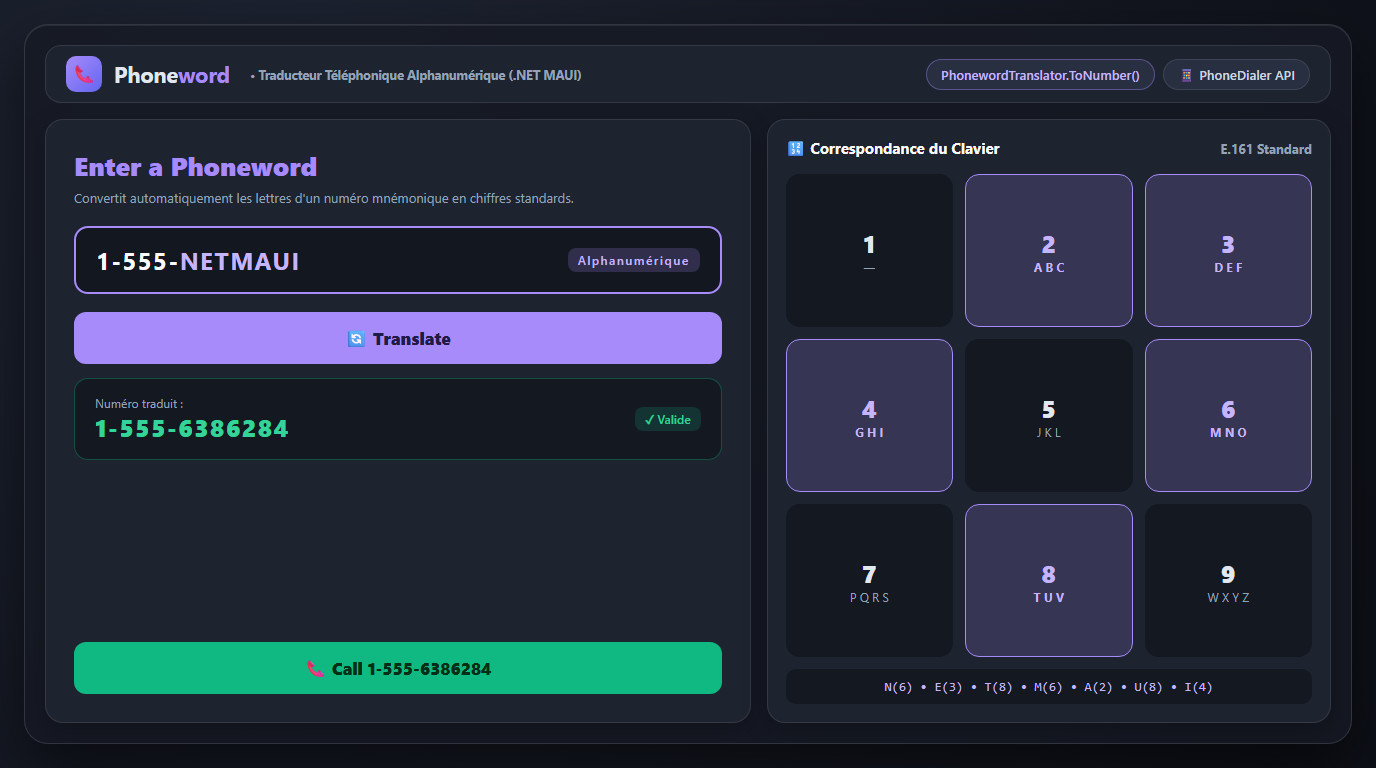 Phoneword
• Traducteur Téléphonique Alphanumérique (.NET MAUI)
PhonewordTranslator.ToNumber()
PhoneDialer API
Enter a Phoneword
Convertit automatiquement les lettres d'un numéro mnémonique en chiffres standards.
1-555-NETMAUI
Alphanumérique
Translate
Numéro traduit :
1-555-6386284
✓ Valide
Call 1-555-6386284
Correspondance du Clavier
E.161 Standard
1
—
2
ABC
3
DEF
4
GHI
5
JKL
6
MNO
7
PQRS
8
TUV
9
WXYZ
N(6) • E(3) • T(8) • M(6) • A(2) • U(8) • I(4)